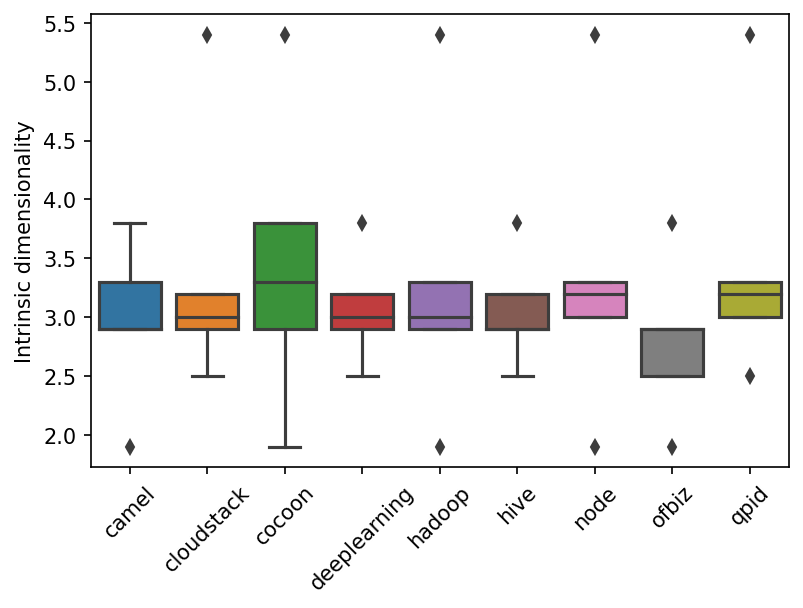 Intrinsic dimensionality
5.5
5.0
4.5
4.0
3.5
3.0
2.5
2.0
camel
cloudstack
cocoon
deeplearning
hadoop
hive
node
ofbiz
qpid